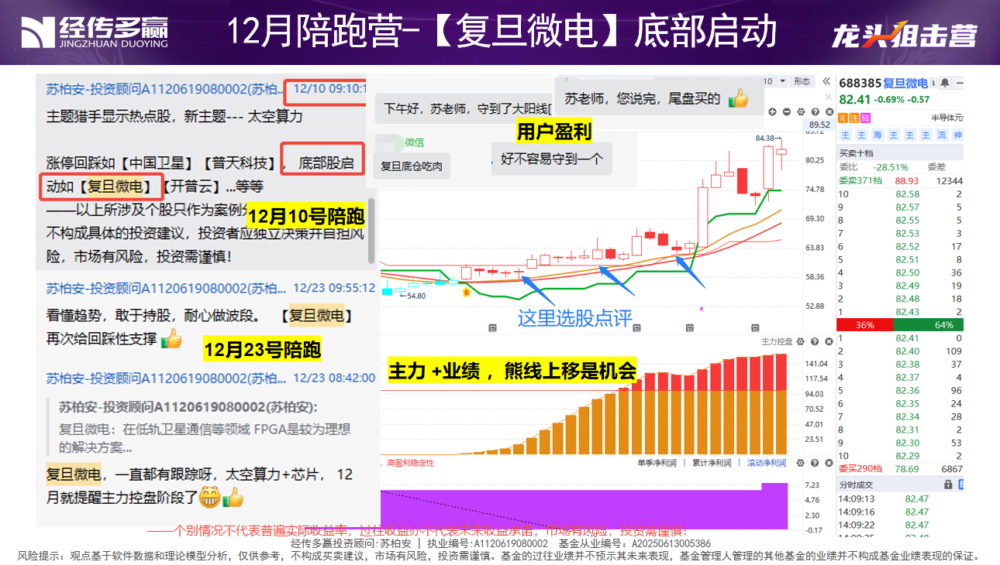 经传多赢
JINGZHUAN DUOYING
12月陪跑营-【复旦微电】底部启动
龙头狙击营
苏柏安-投资顾问A1120619080002(苏柏... 12/10 09:10:1
主题猎手显示热点股，新主题--- 太空算力
涨停回踩如【中国卫星】【普天科技】，底部股启
动如【复旦微电】【开普云】...等等
——以上所涉及个股只作为案例分
12月10号陪跑
不构成具体的投资建议，投资者应独立决策并自担风
险，市场有风险，投资需谨慎！
苏柏安-投资顾问A1120619080002(苏柏... 12/23 09:55:12
看懂趋势，敢于持股，耐心做波段。 【复旦微电】
再次给回踩性支撑
12月23号陪跑
苏柏安-投资顾问A1120619080002(苏柏... 12/23 08:42:00
苏柏安-投资顾问A1120619080002(苏柏安):
复旦微电：在低轨卫星通信等领域 FPGA是较为理想
的解决方案...
复旦微电，一直都有跟踪呀，太空算力+芯片， 12
月就提醒主力控盘阶段了
下午好，苏老师，守到了大阳线[
苏老师，您说完，尾盘买的
用户盈利
微信
复旦底仓吃肉
，好不容易守到一个
10 形态
89.52
85.72
80.25
74.78
69.30
63.83
58.36
52.88
84.38→
←54.80
B
这里选股点评
主力控盘
主力 +业绩 ，熊线上移是机会
141.04
117.54
94.03
70.52
47.01
23.51
高盈利稳定性
单季净利润 | 累计净利润 | 滚动净利润
7.23
4.76
2.30
-0.17
688385复旦微电
82.41 -0.69% -0.57
R 注 陆 半导体元
主 主 海 主 主 主 流 神
买卖十档
委比 -28.51% 委差
委卖371档 88.93 12344
10 82.58 2
9 82.57 5
8 82.55 5
7 82.53 3
6 82.52 17
5 82.51 8
4 82.50 36
3 82.49 19
2 82.48 18
1 82.43 2
36% 64%
1 82.41 0
2 82.40 109
3 82.38 37
4 82.37 4
5 82.36 96
6 82.35 24
7 82.34 28
8 82.31 2
9 82.30 53
10 82.29 2
委买290档 78.69 6867
分时成交
14:09:13 82.47
14:09:16 82.47
14:09:22 82.47
——个别情况不代表普遍实际收益率，过往收益亦不代表未来收益承诺，市场有风险，投资需谨慎！
经传多赢投资顾问:苏柏安 | 执业编号:A1120619080002 基金从业编号：A20250613005386
风险提示：观点基于软件数据和理论模型分析，仅供参考，不构成买卖建议，市场有风险，投资需谨慎。基金的过往业绩并不预示其未来表现，基金管理人管理的其他基金的业绩并不构成基金业绩表现的保证。